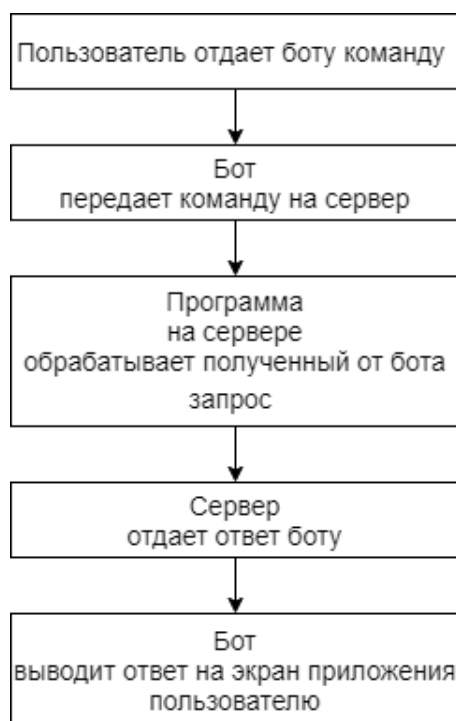 Пользователь отдает боту команду
Бот
передает команду на сервер
Программа
на сервере
обрабатывает полученный от бота
запрос
Сервер
отдает ответ боту
Бот
выводит ответ на экран приложения
пользователю